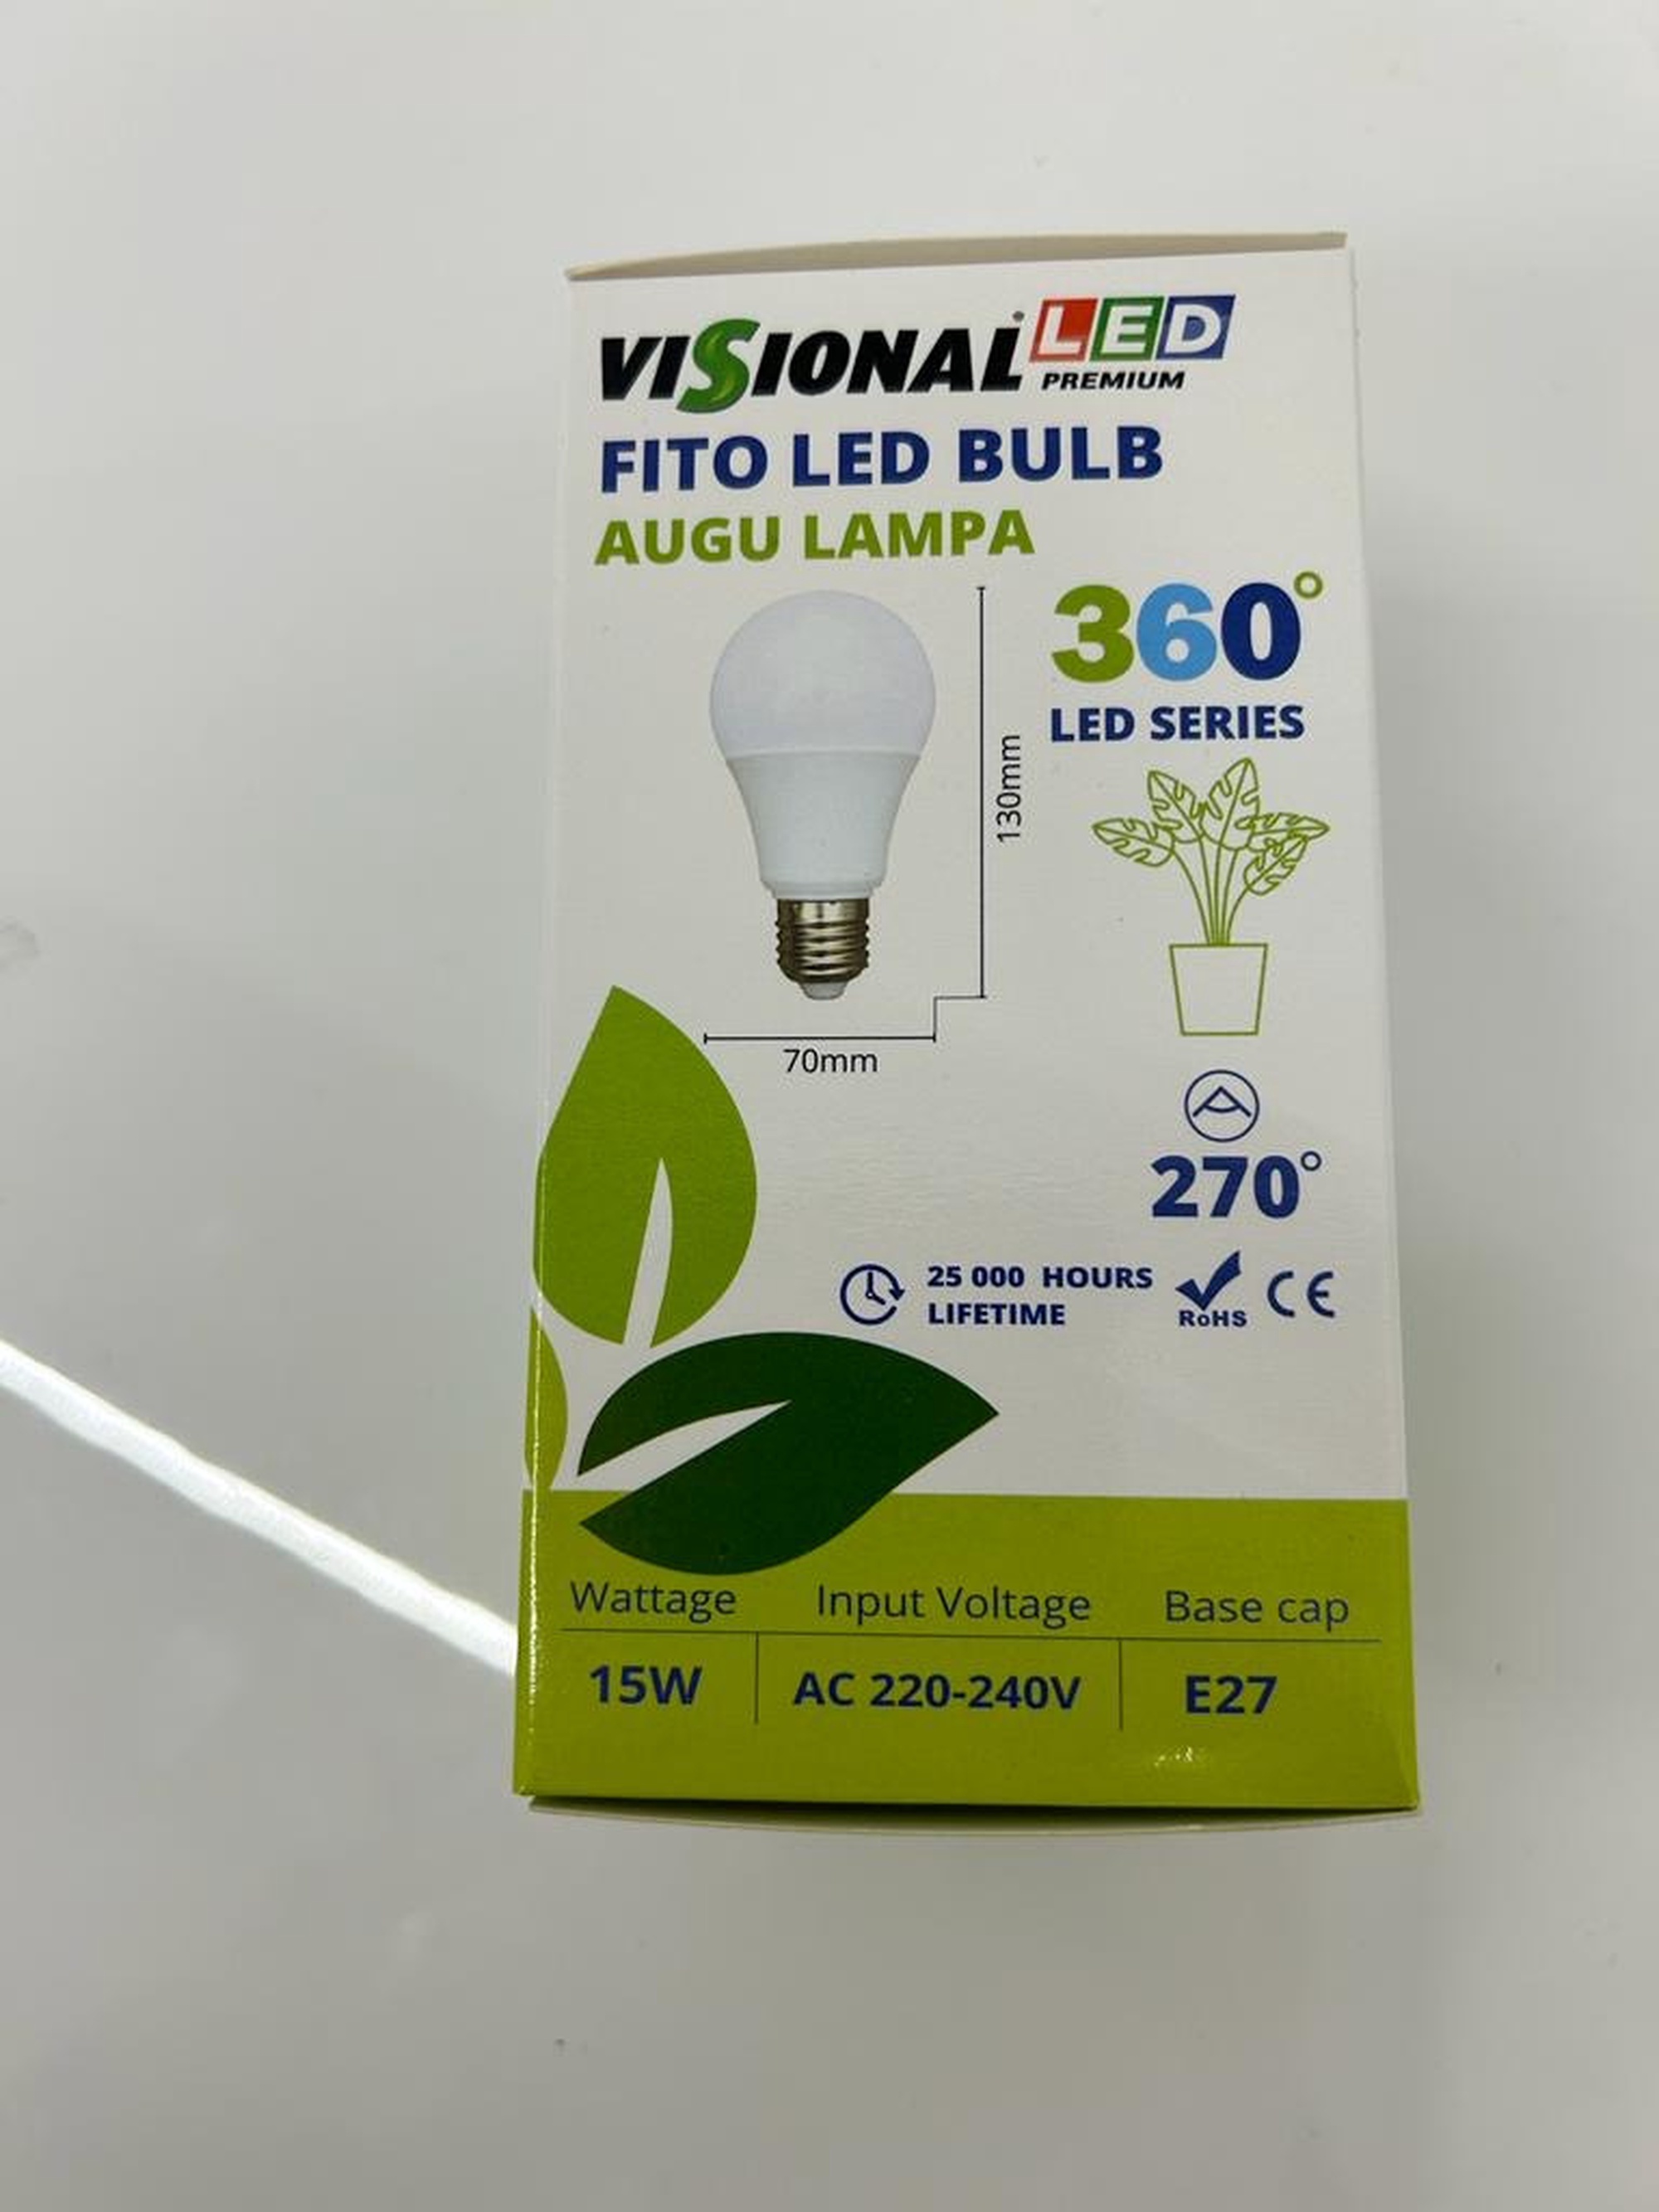 VISIONAL® LED
PREMIUM
FITO LED BULB
AUGU LAMPA
360°
LED SERIES
130mm
70mm
270°
25 000 HOURS
LIFETIME
RoHS
CE
Wattage Input Voltage Base cap
15W AC 220-240V E27